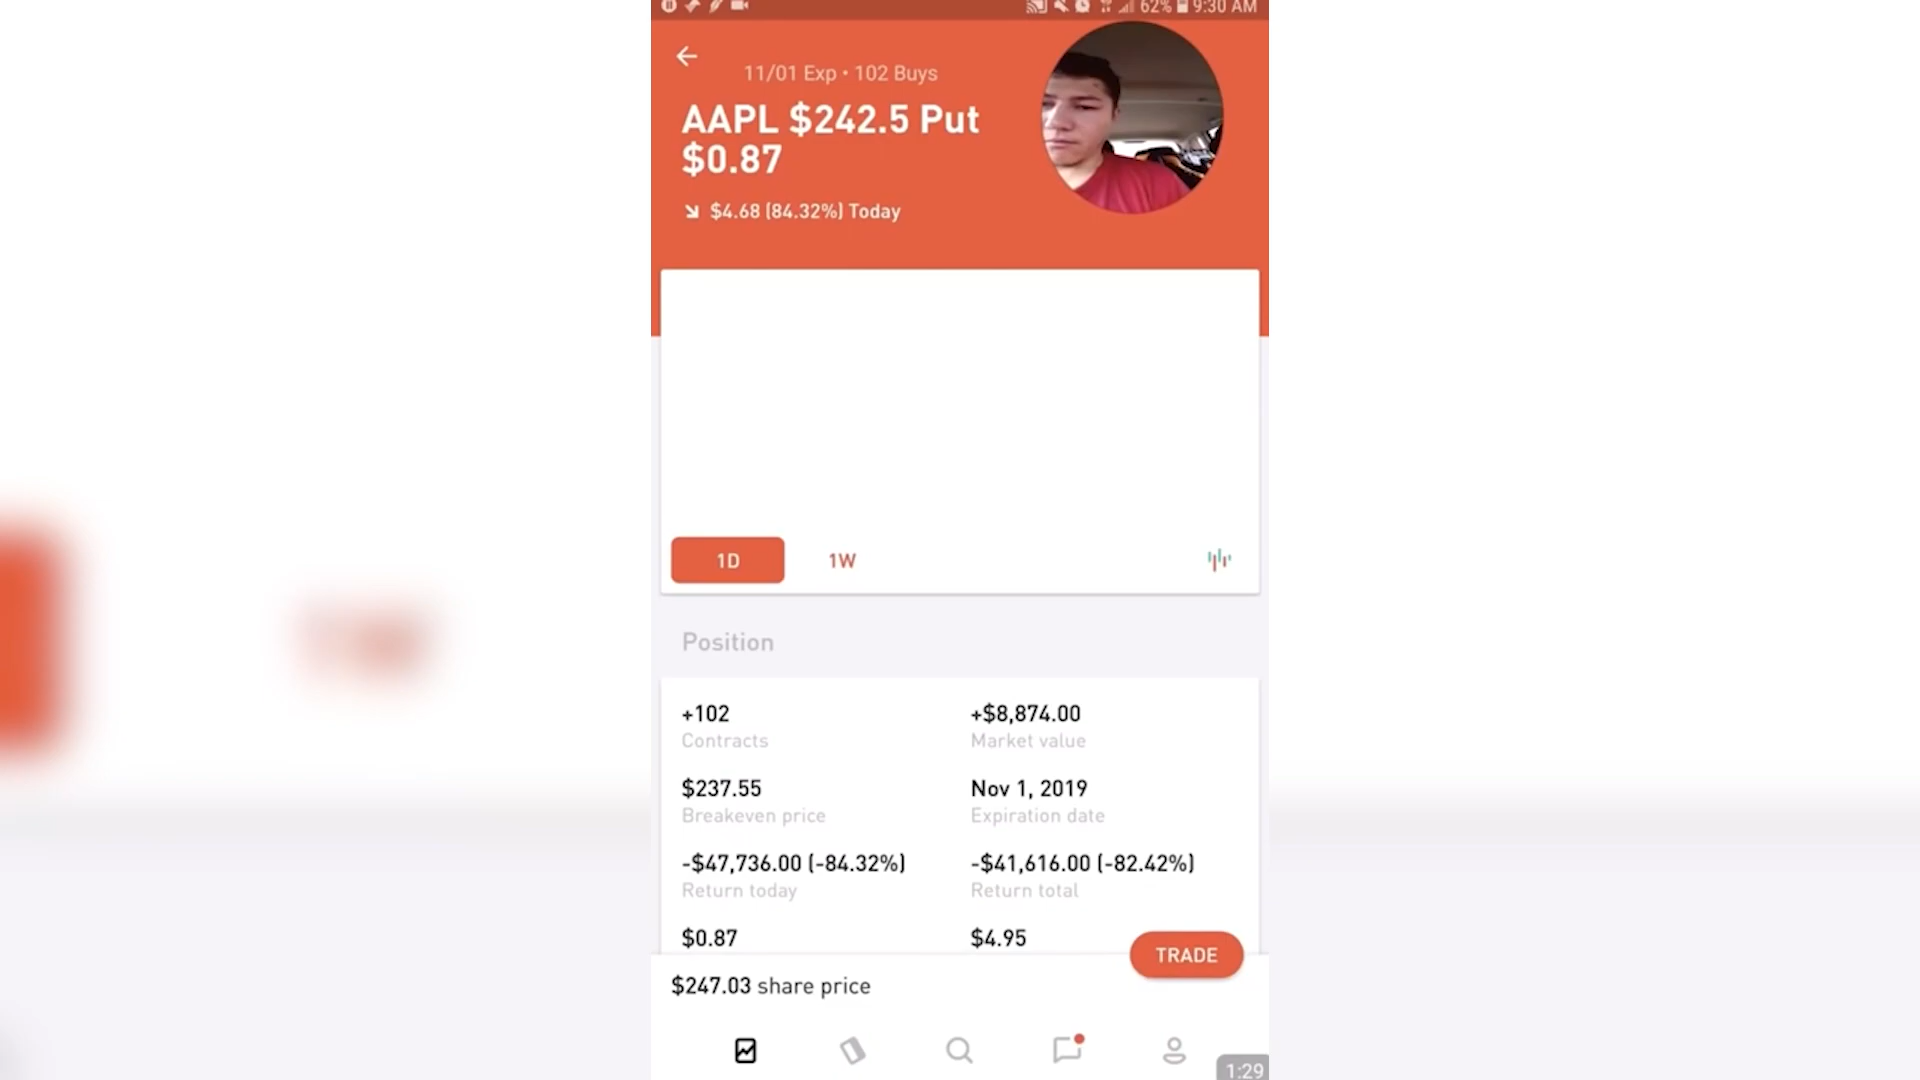 62% 9:30 AM
11/01 Exp • 102 Buys
AAPL $242.5 Put
$0.87
$4.68 (84.32%) Today
1D 1W
Position
+102 +$8,874.00
Contracts Market value
$237.55 Nov 1, 2019
Breakeven price Expiration date
-$47,736.00 (-84.32%) -$41,616.00 (-82.42%)
Return today Return total
$0.87 $4.95
TRADE
$247.03 share price
1:29